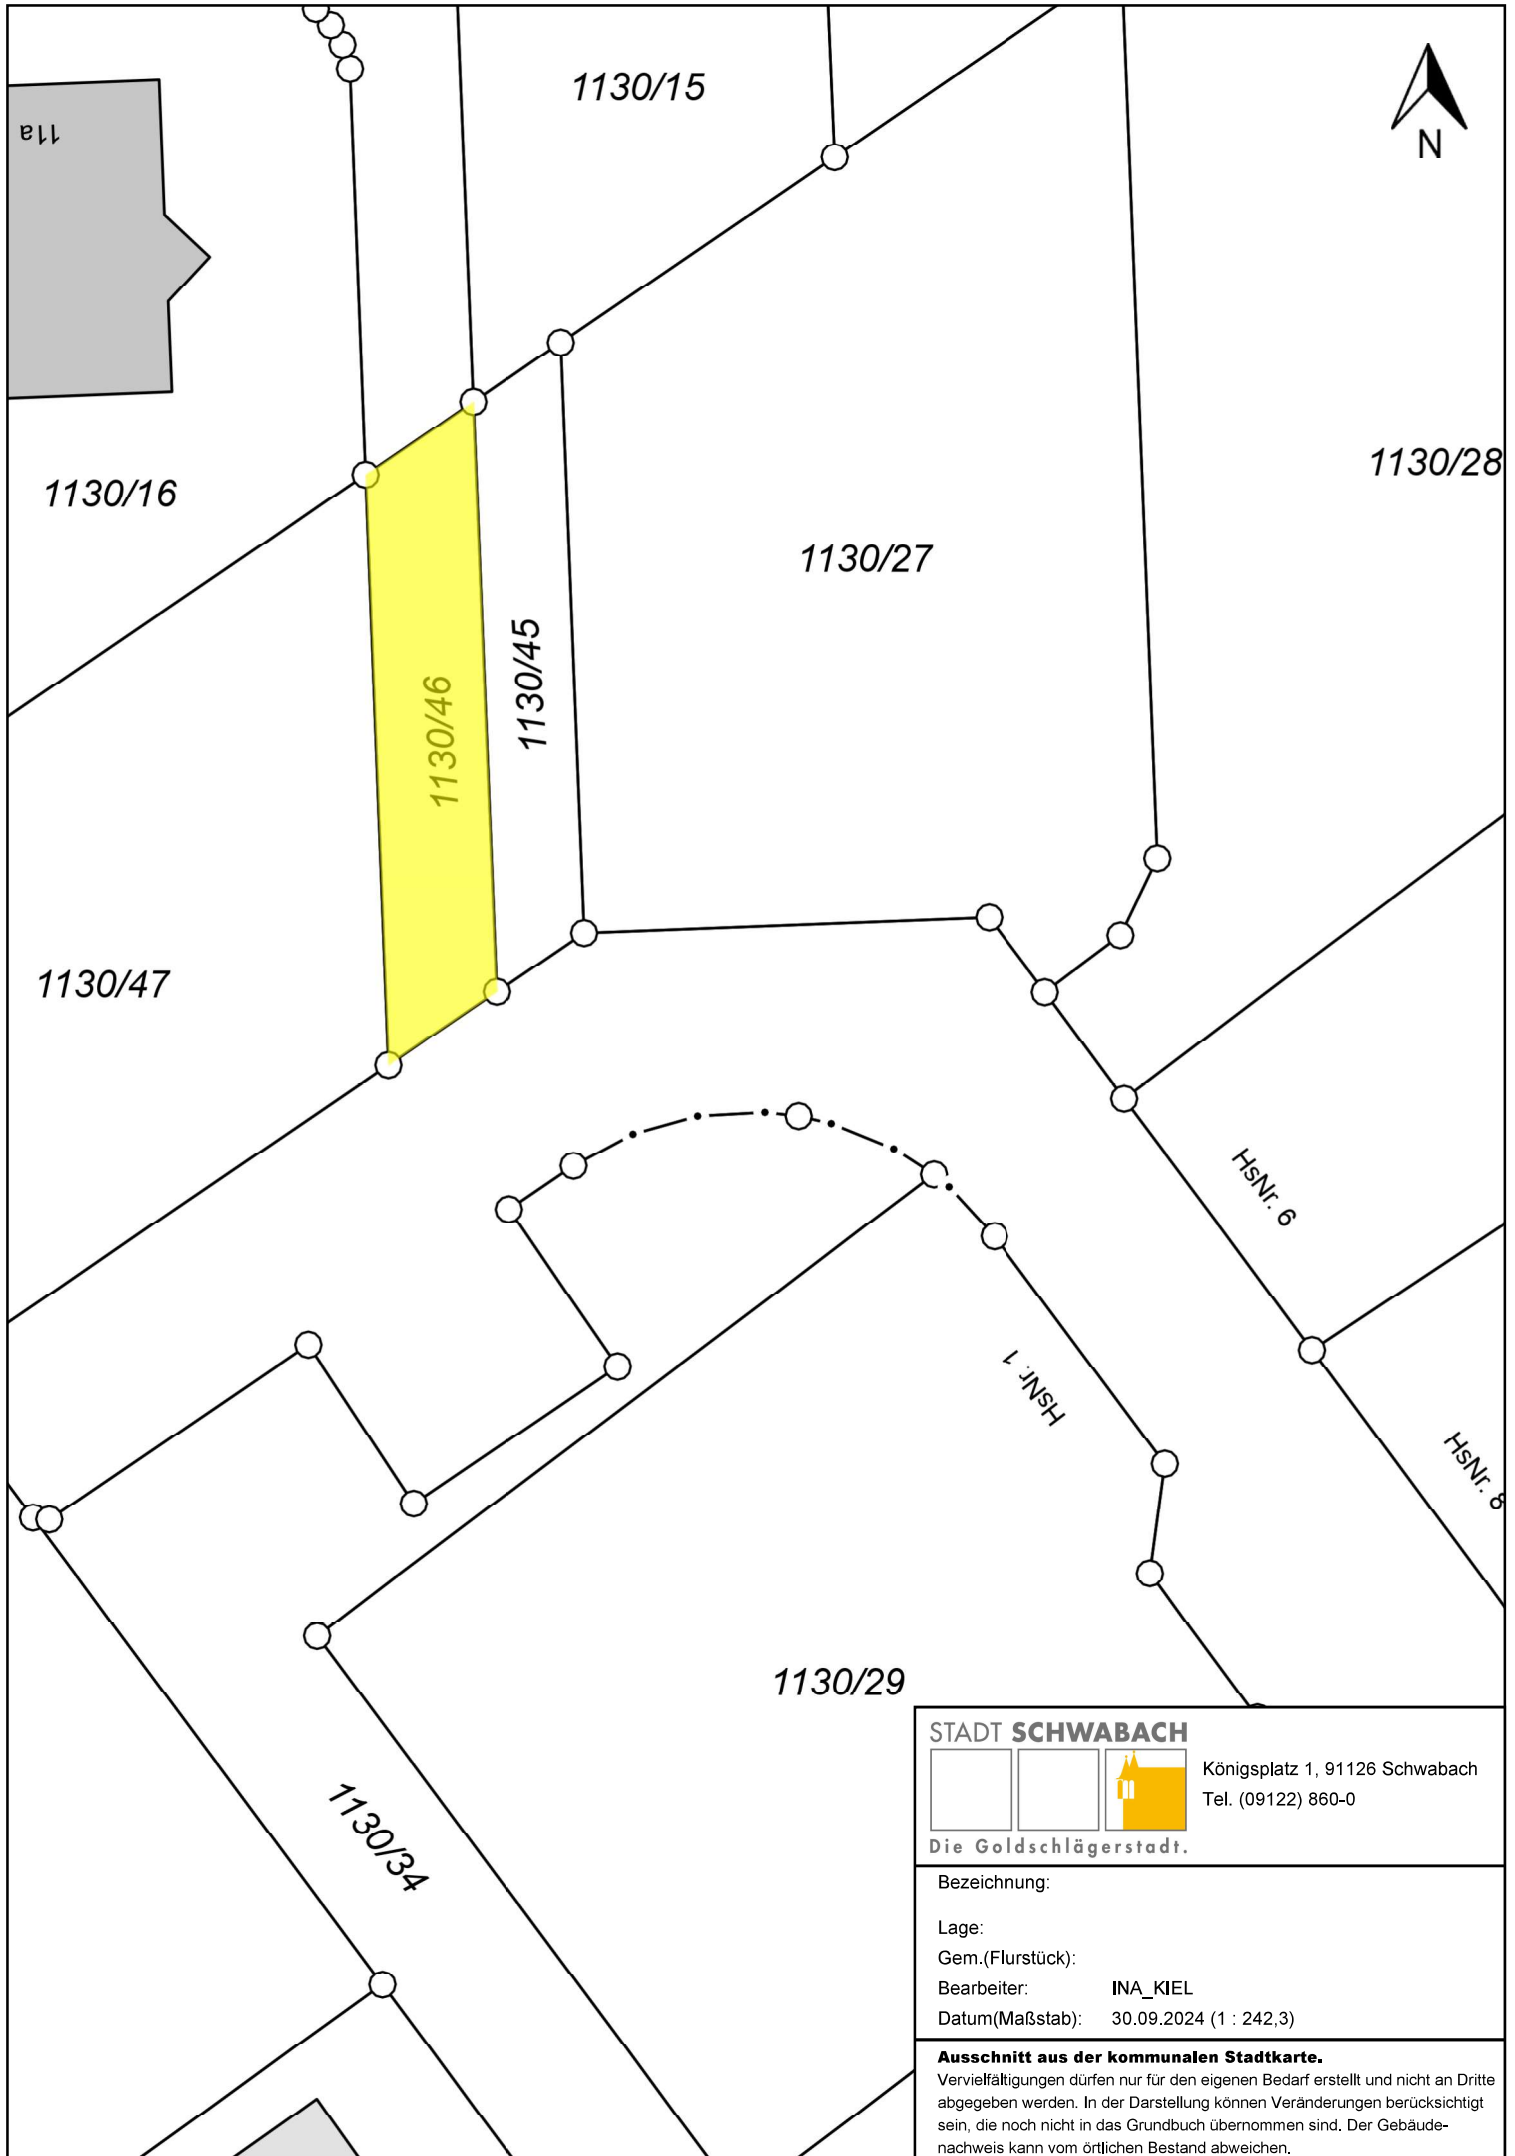 1130/15
11a
N
1130/28
1130/16
1130/27
1130/45
1130/46
1130/47
HsNr. 6
HsNr. 1
HsNr. 8
1130/29
1130/34
STADT SCHWABACH
Die Goldschlägerstadt.
Königsplatz 1, 91126 Schwabach
Tel. (09122) 860-0
Bezeichnung:
Lage:
Gem.(Flurstück):
Bearbeiter: INA_KIEL
Datum(Maßstab): 30.09.2024 (1 : 242,3)
Ausschnitt aus der kommunalen Stadtkarte.
Vervielfältigungen dürfen nur für den eigenen Bedarf erstellt und nicht an Dritte
abgegeben werden. In der Darstellung können Veränderungen berücksichtigt
sein, die noch nicht in das Grundbuch übernommen sind. Der Gebäude-
nachweis kann vom örtlichen Bestand abweichen.